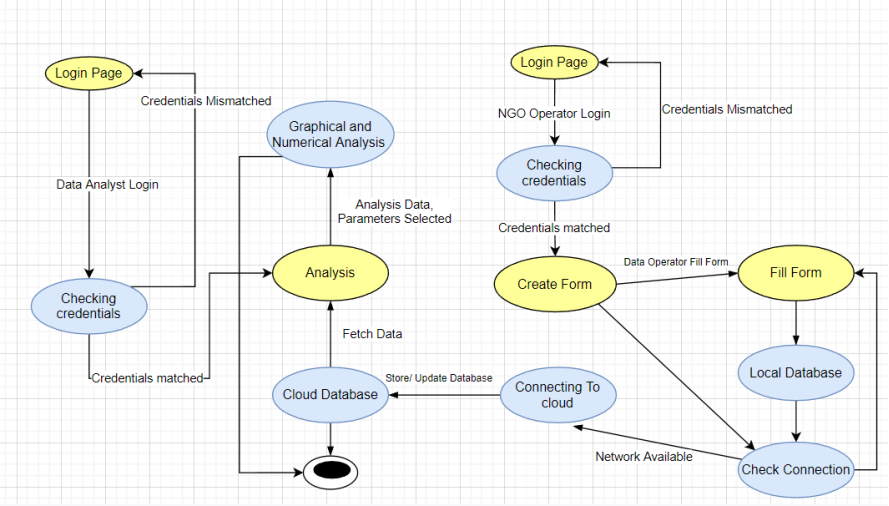 Login Page
Credentials Mismatched
Graphical and
Numerical Analysis
Data Analyst Login
Analysis Data,
Parameters Selected
Analysis
Checking
credentials
Fetch Data
Credentials matched
Cloud Database
Login Page
NGO Operator Login
Credentials Mismatched
Checking
credentials
Credentials matched
Data Operator Fill Form
Create Form
Fill Form
Local Database
Store/ Update Database
Connecting To
cloud
Network Available
Check Connection